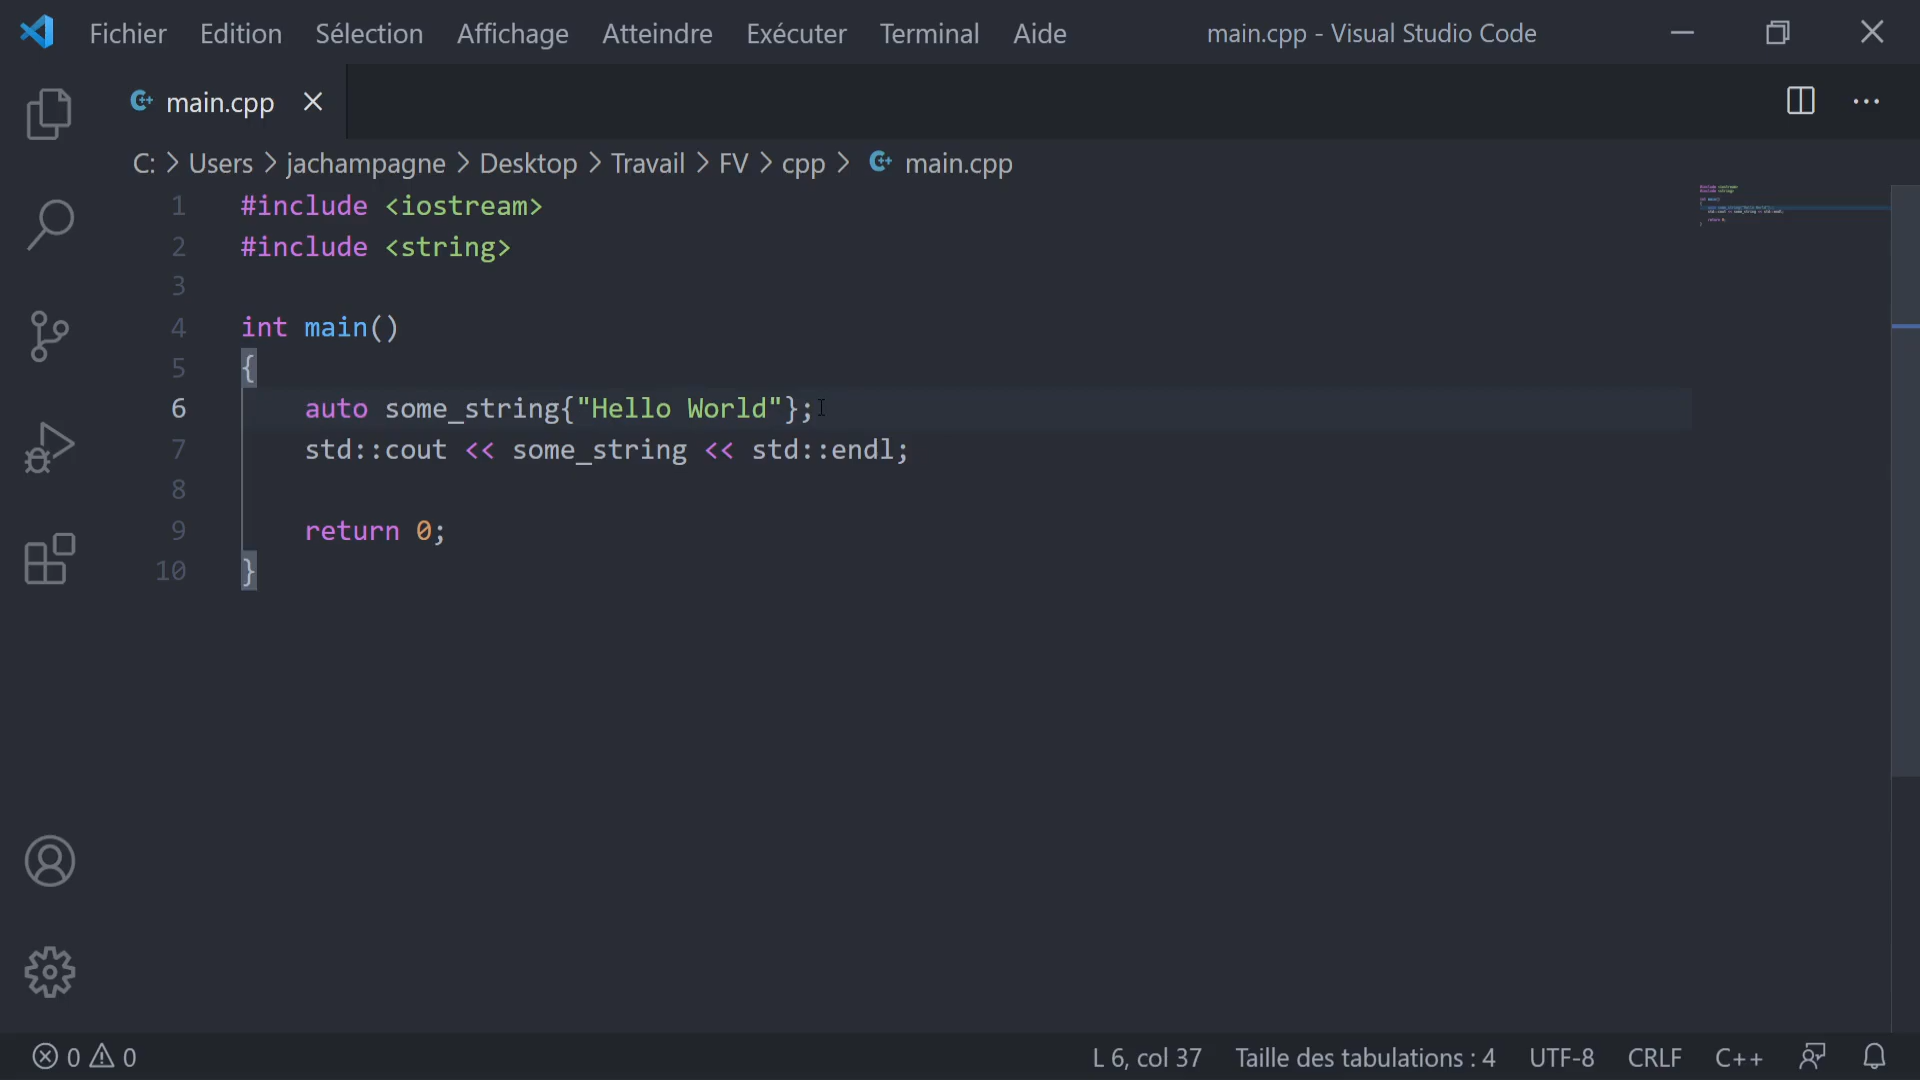 Fichier Edition Sélection Affichage Atteindre Exécuter Terminal Aide main.cpp - Visual Studio Code
main.cpp
C: > Users > jachampagne > Desktop > Travail > FV > cpp > main.cpp
1 #include <iostream>
2 #include <string>
3
4 int main()
5 {
6 auto some_string{"Hello World"};
7 std::cout << some_string << std::endl;
8
9 return 0;
10 }
0 0 L 6, col 37 Taille des tabulations : 4 UTF-8 CRLF C++